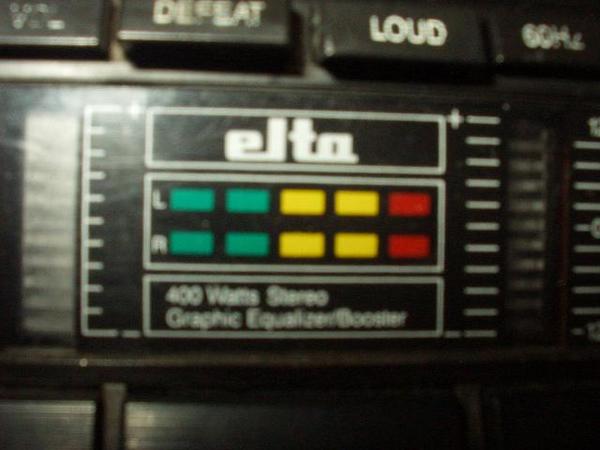 DEFEAT LOUD 60Hz
+
elta
L
R
400 Watts Stereo
Graphic Equalizer/Booster